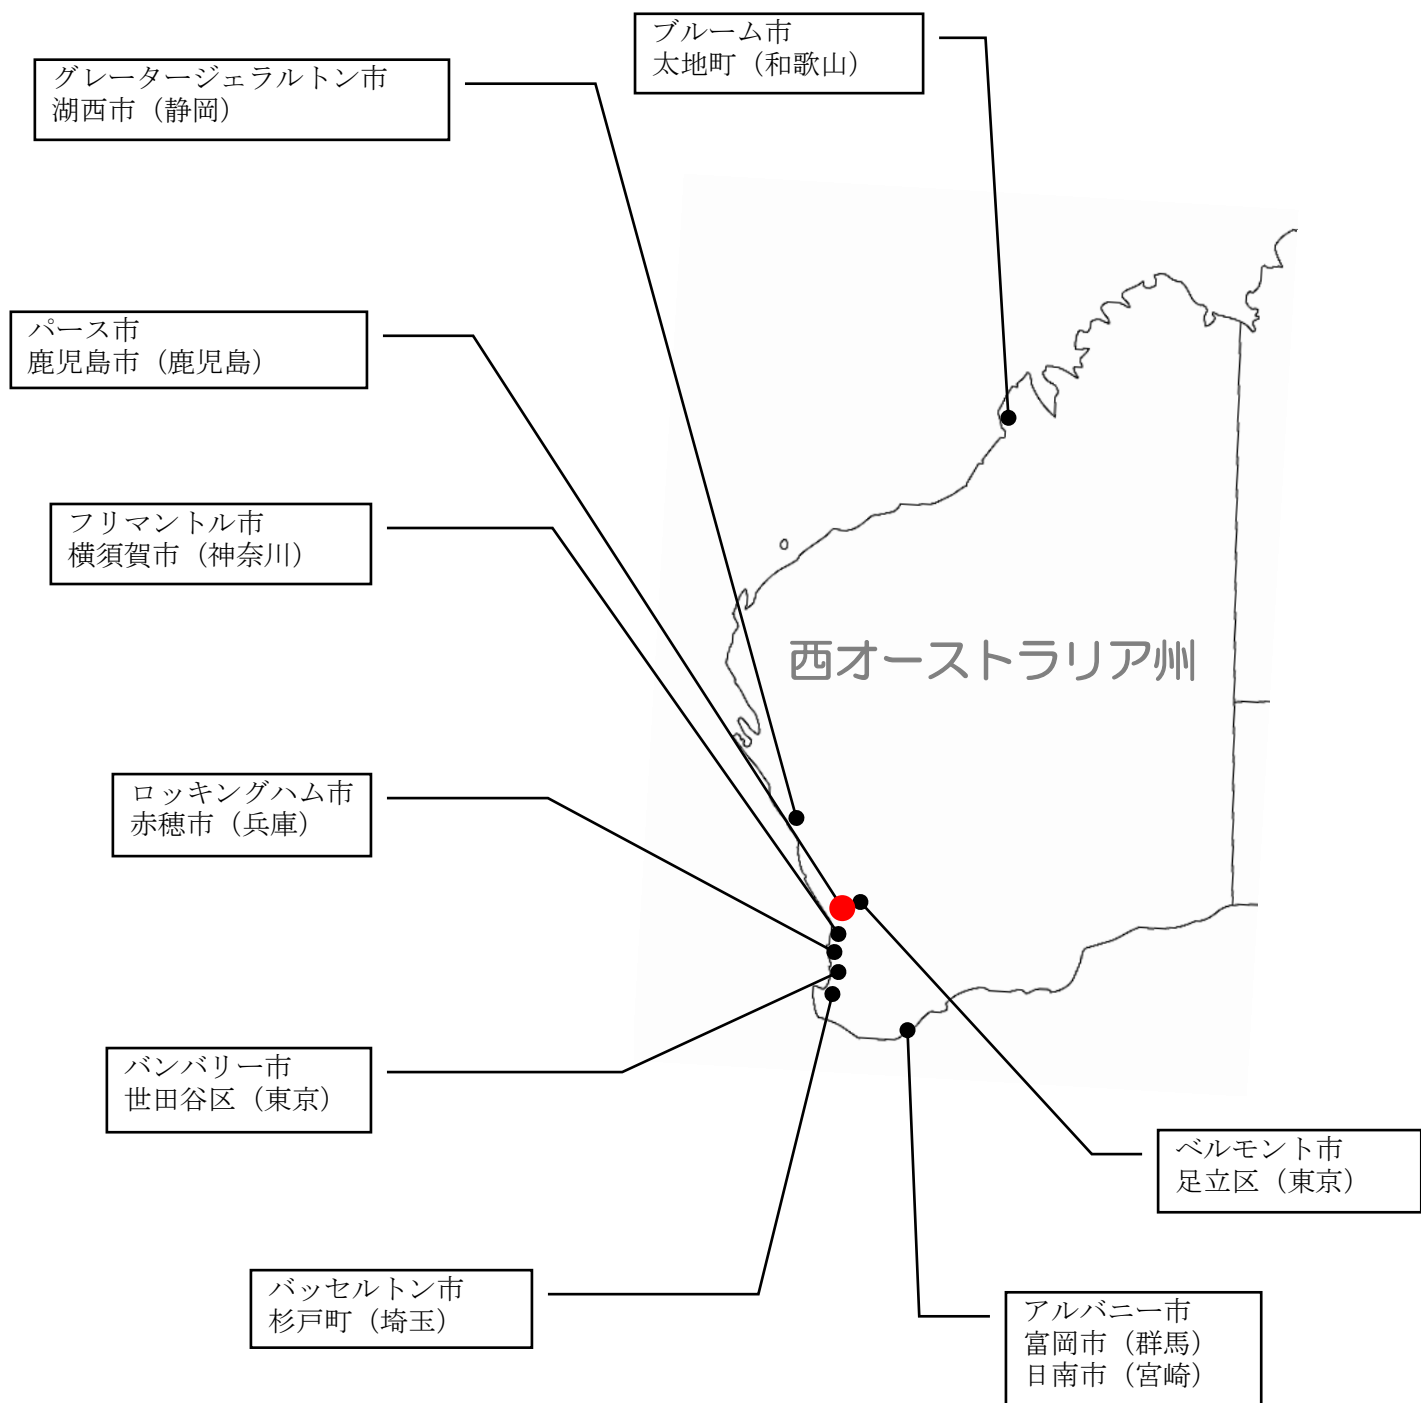 ブルーム市
太地町（和歌山）
グレータージェラルトン市
湖西市（静岡）
パース市
鹿児島市（鹿児島）
フリマントル市
横須賀市（神奈川）
西オーストラリア州
ロッキングハム市
赤穂市（兵庫）
バンバリー市
世田谷区（東京）
ベルモント市
足立区（東京）
バッセルトン市
杉戸町（埼玉）
アルバニー市
富岡市（群馬）
日南市（宮崎）